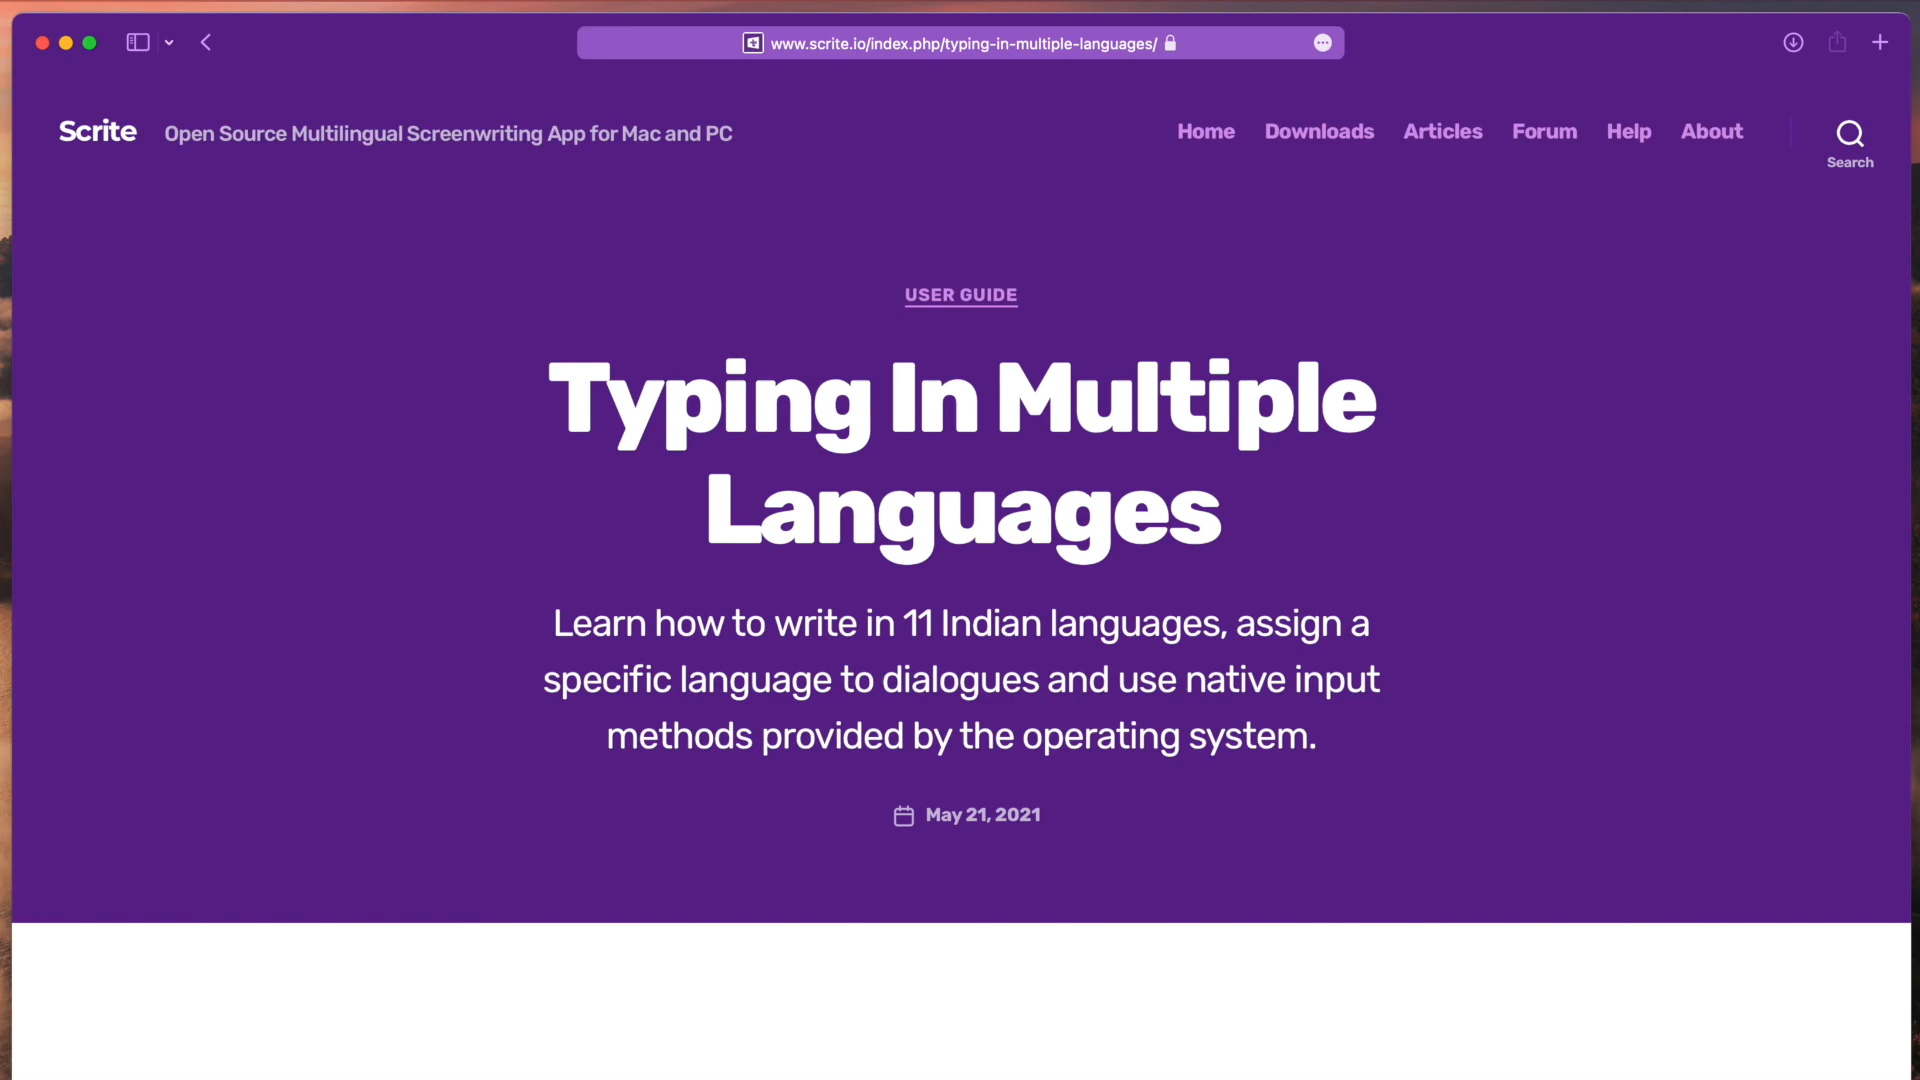 www.scrite.io/index.php/typing-in-multiple-languages/
Scrite
Open Source Multilingual Screenwriting App for Mac and PC
Home Downloads Articles Forum Help About
Search
USER GUIDE
Typing In Multiple
Languages
Learn how to write in 11 Indian languages, assign a
specific language to dialogues and use native input
methods provided by the operating system.
May 21, 2021